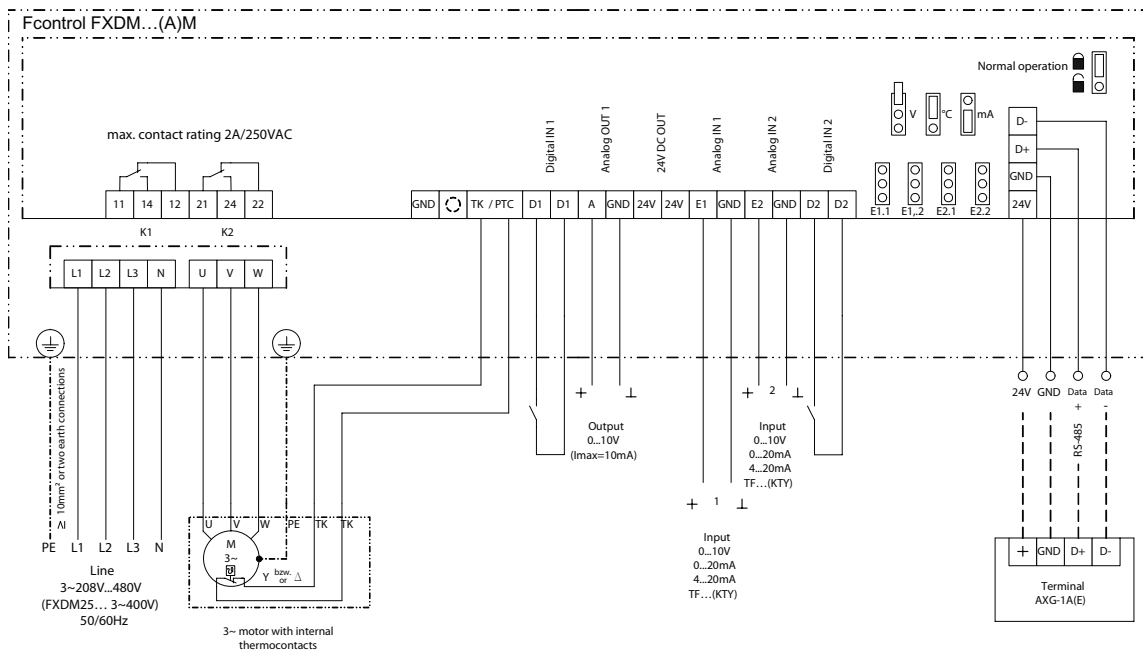 Fcontrol FXDM…(A)M
Normal operation
V
°C
mA
max. contact rating 2A/250VAC
Digital IN 1
Analog OUT 1
24V DC OUT
Analog IN 1
Analog IN 2
Digital IN 2
D-
D+
GND
24V
11 14 12 21 24 22
K1 K2
GND TK / PTC D1 D1 A GND 24V 24V E1 GND E2 GND D2 D2
E1.1 E1,.2 E2.1 E2.2
L1 L2 L3 N U V W
≥ 10mm² or two earth connections
PE L1 L2 L3 N
Line
3~208V...480V
(FXDM25… 3~400V)
50/60Hz
U V W PE TK TK
M
3~
ϑ
Y bzw. or Δ
3~ motor with internal
thermocontacts
+ ⊥
Output
0...10V
(Imax=10mA)
+ 2 ⊥
Input
0...10V
0...20mA
4...20mA
TF…(KTY)
+ 1 ⊥
Input
0...10V
0...20mA
4...20mA
TF…(KTY)
24V GND Data + Data -
RS-485
+ GND D+ D-
Terminal
AXG-1A(E)